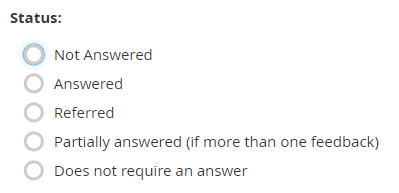 Status:
Not Answered
Answered
Referred
Partially answered (if more than one feedback)
Does not require an answer